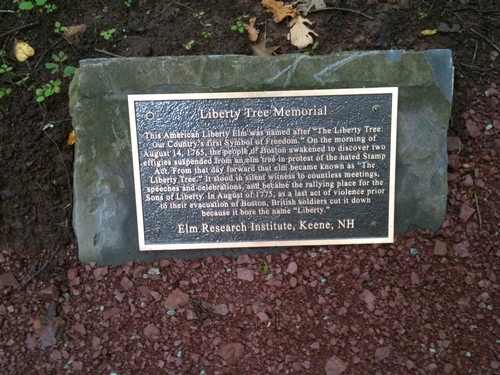 Liberty Tree Memorial
This American Liberty Elm was named after "The Liberty Tree:
Our Country's first Symbol of Freedom." On the morning of
August 14, 1765, the people of Boston awakened to discover two
effigies suspended from an elm tree in protest of the hated Stamp
Act. From that day forward that elm became known as "The
Liberty Tree." It stood in silent witness to countless meetings,
speeches and celebrations, and became the rallying place for the
Sons of Liberty. In August of 1775, as a last act of violence prior
to their evacuation of Boston, British soldiers cut it down
because it bore the name "Liberty."
Elm Research Institute, Keene, NH